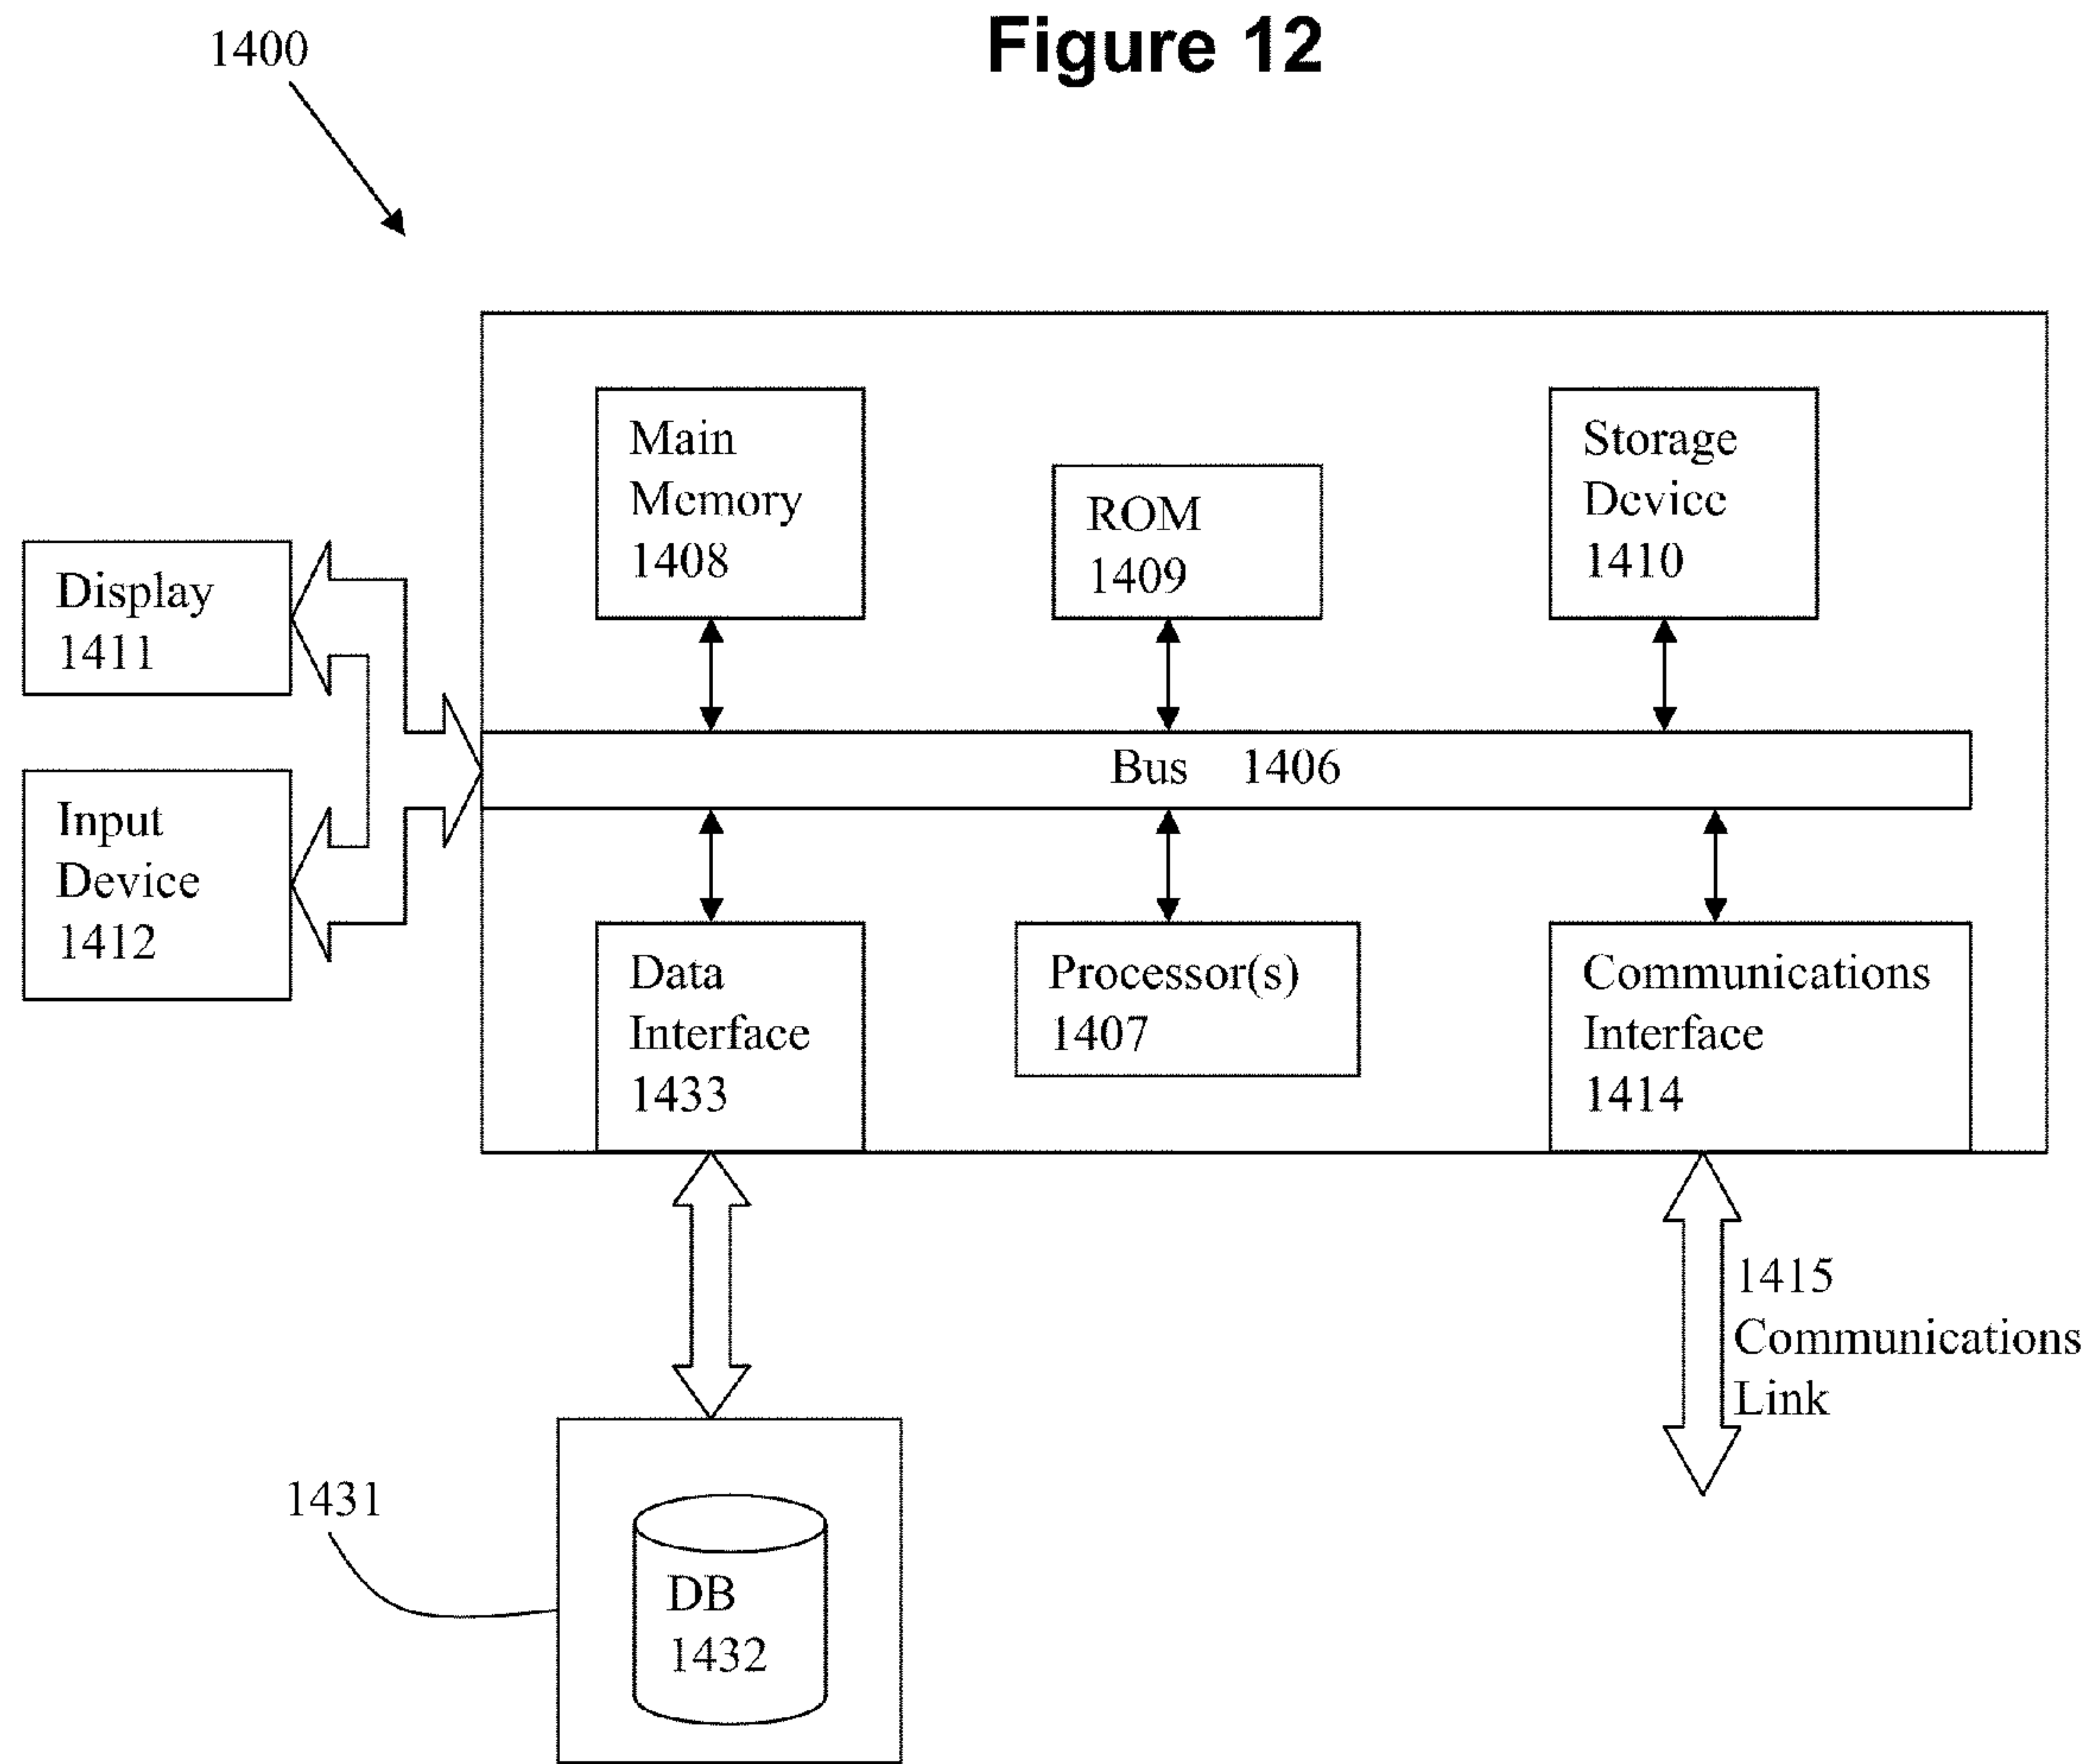 Figure 12
1400
Main
Memory
1408
ROM
1409
Storage
Device
1410
Display
1411
Bus 1406
Input
Device
1412
Data
Interface
1433
Processor(s)
1407
Communications
Interface
1414
1415
Communications
Link
1431
DB
1432